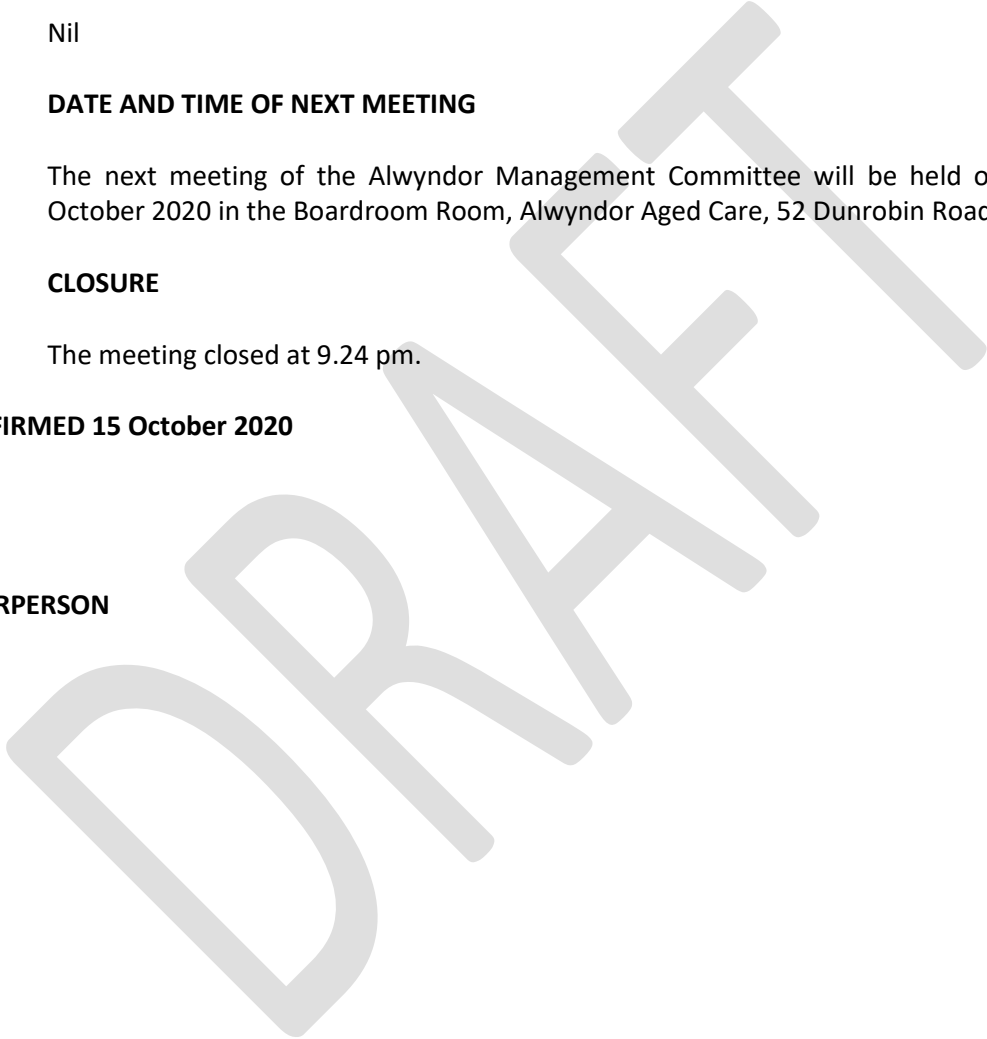 Nil
DATE AND TIME OF NEXT MEETING
The next meeting of the Alwyndor Management Committee will be held o
October 2020 in the Boardroom Room, Alwyndor Aged Care, 52 Dunrobin Road
CLOSURE
The meeting closed at 9.24 pm.
FIRMED 15 October 2020
RPERSON
DRAFT